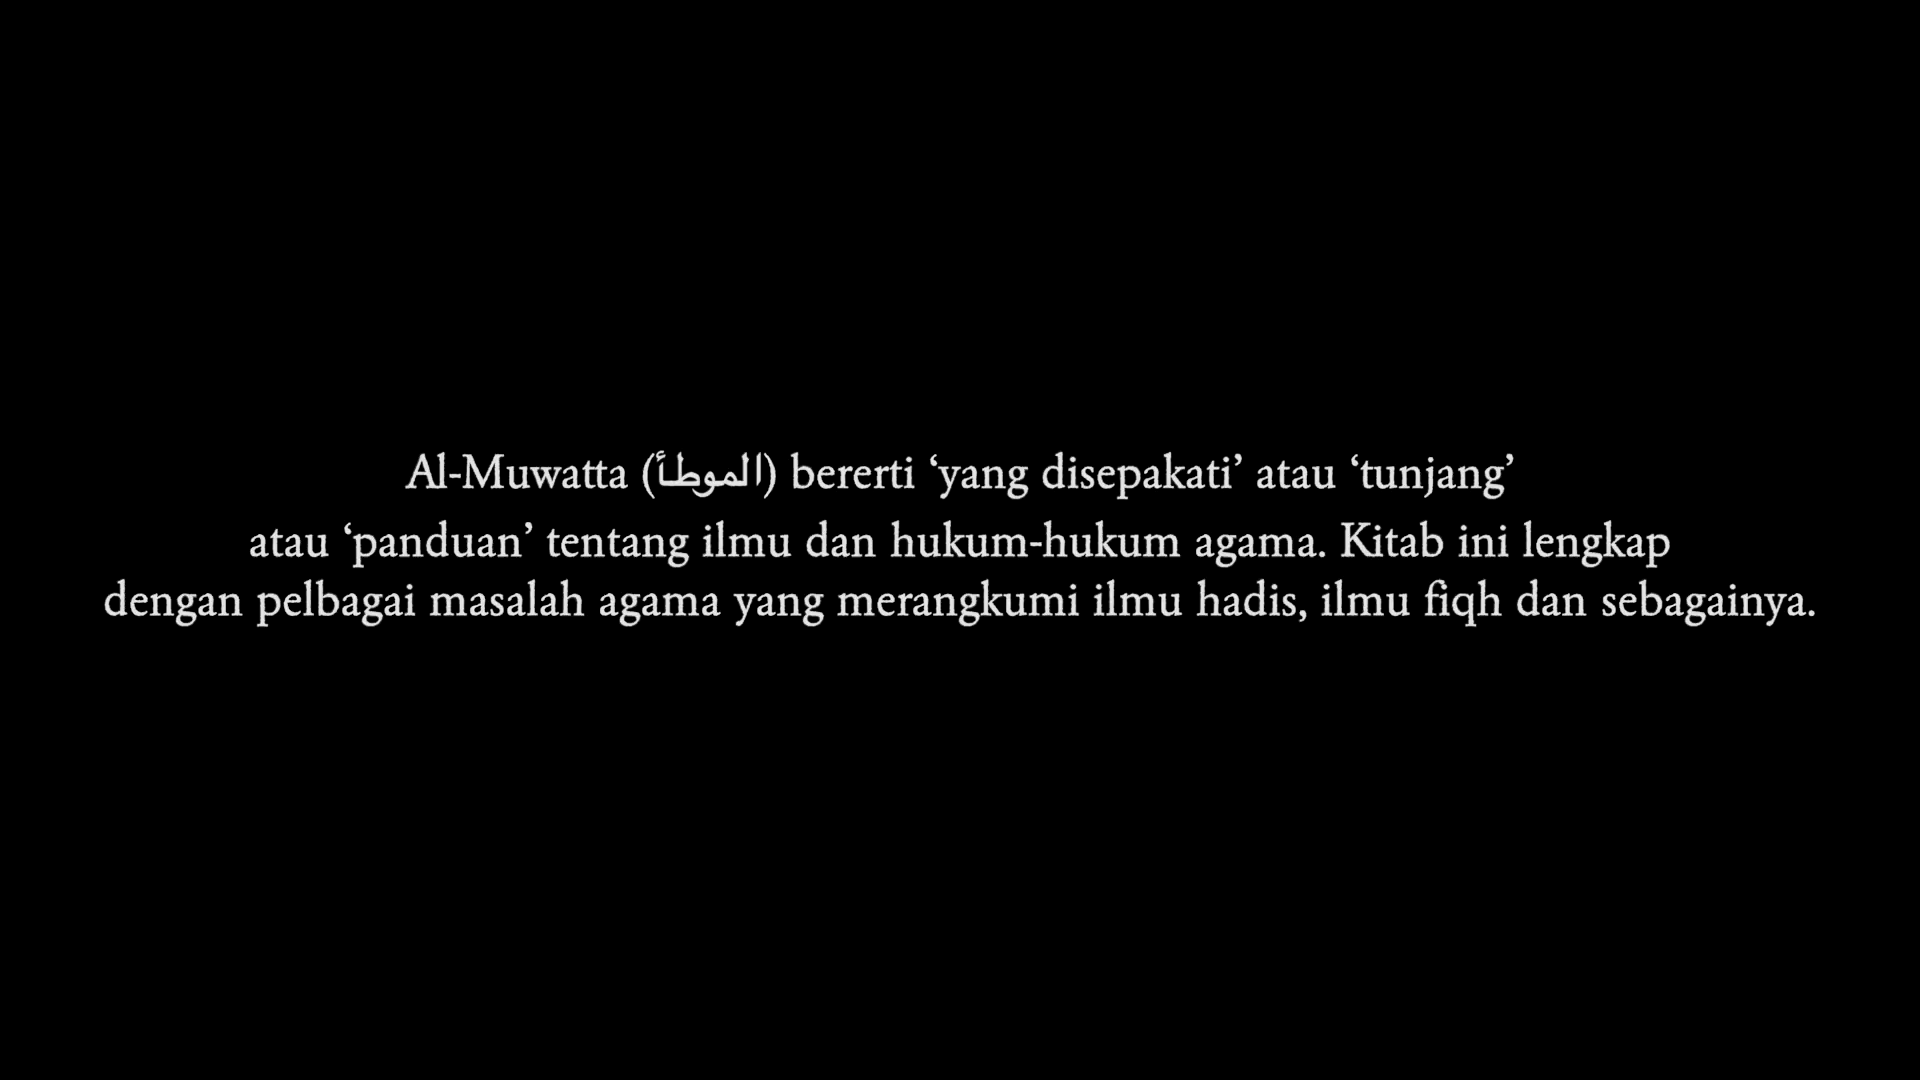 Al-Muwatta (الموطأ) bererti ‘yang disepakati’ atau ‘tunjang’
atau ‘panduan’ tentang ilmu dan hukum-hukum agama. Kitab ini lengkap
dengan pelbagai masalah agama yang merangkumi ilmu hadis, ilmu fiqh dan sebagainya.